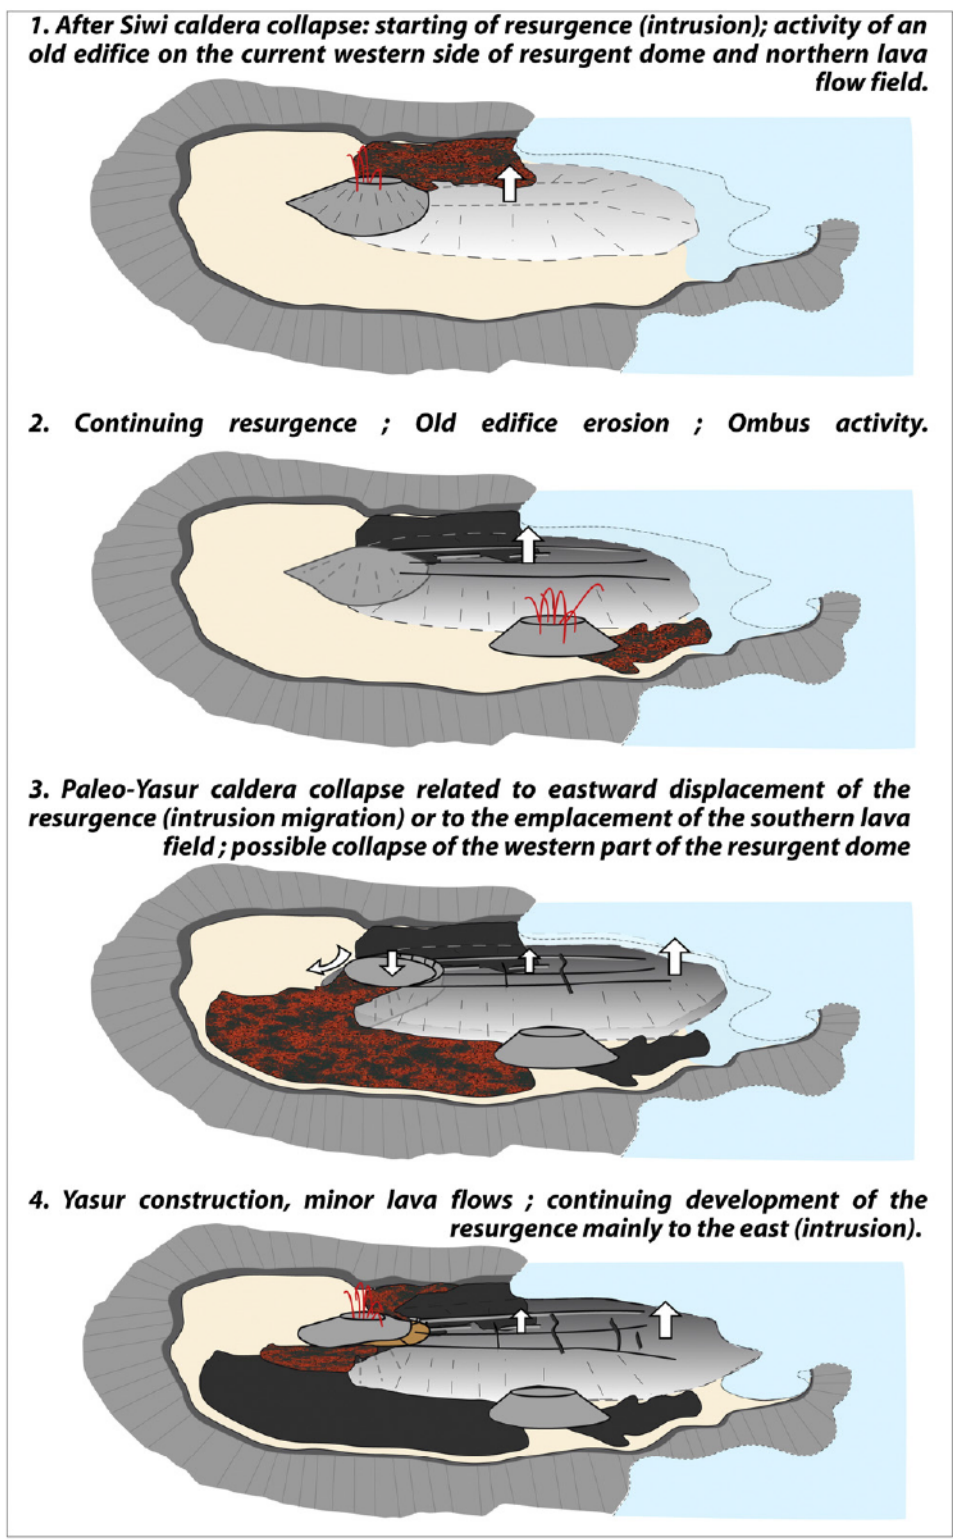 1. After Siwi caldera collapse: starting of resurgence (intrusion); activity of an
old edifice on the current western side of resurgent dome and northern lava
flow field.
2. Continuing resurgence ; Old edifice erosion ; Ombus activity.
3. Paleo-Yasur caldera collapse related to eastward displacement of the
resurgence (intrusion migration) or to the emplacement of the southern lava
field ; possible collapse of the western part of the resurgent dome
4. Yasur construction, minor lava flows ; continuing development of the
resurgence mainly to the east (intrusion).